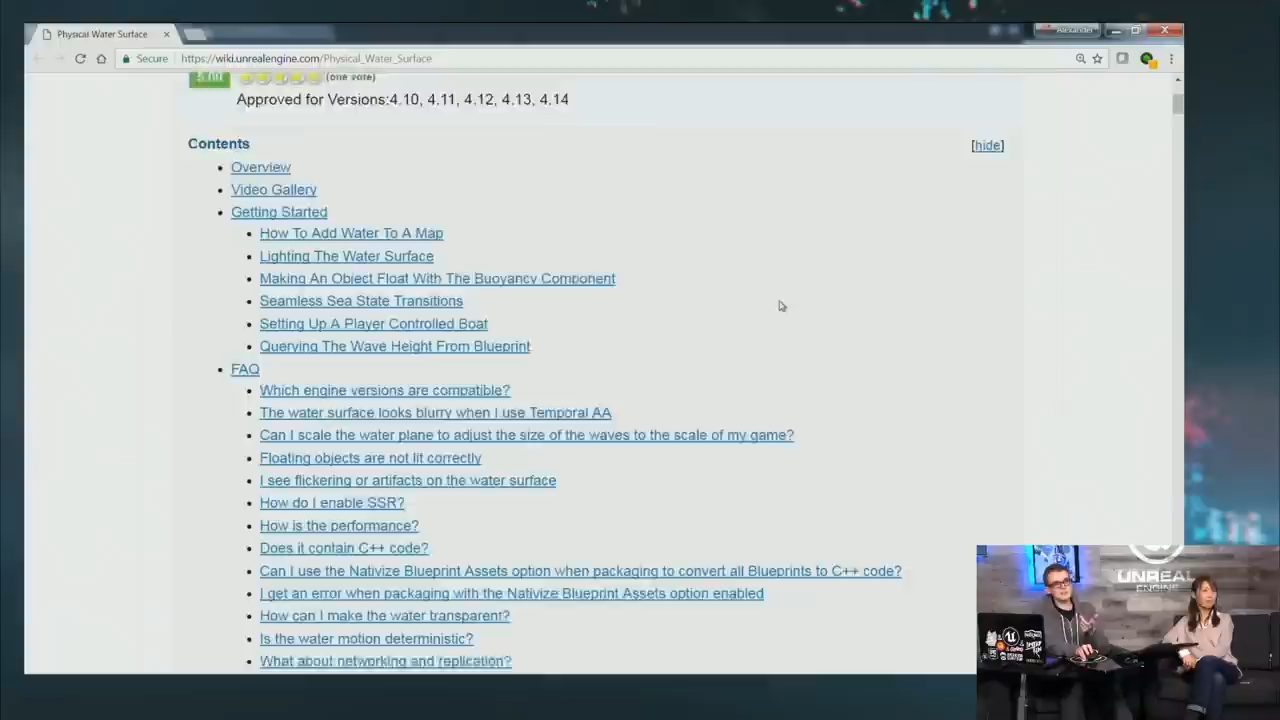 Physical Water Surface
Alexander
Secure
https://wiki.unrealengine.com/Physical_Water_Surface
5.00
(one vote)
Approved for Versions:4.10, 4.11, 4.12, 4.13, 4.14
Contents
[hide]
Overview
Video Gallery
Getting Started
How To Add Water To A Map
Lighting The Water Surface
Making An Object Float With The Buoyancy Component
Seamless Sea State Transitions
Setting Up A Player Controlled Boat
Querying The Wave Height From Blueprint
FAQ
Which engine versions are compatible?
The water surface looks blurry when I use Temporal AA
Can I scale the water plane to adjust the size of the waves to the scale of my game?
Floating objects are not lit correctly
I see flickering or artifacts on the water surface
How do I enable SSR?
How is the performance?
Does it contain C++ code?
Can I use the Nativize Blueprint Assets option when packaging to convert all Blueprints to C++ code?
I get an error when packaging with the Nativize Blueprint Assets option enabled
How can I make the water transparent?
Is the water motion deterministic?
What about networking and replication?
UNREAL
ENGINE